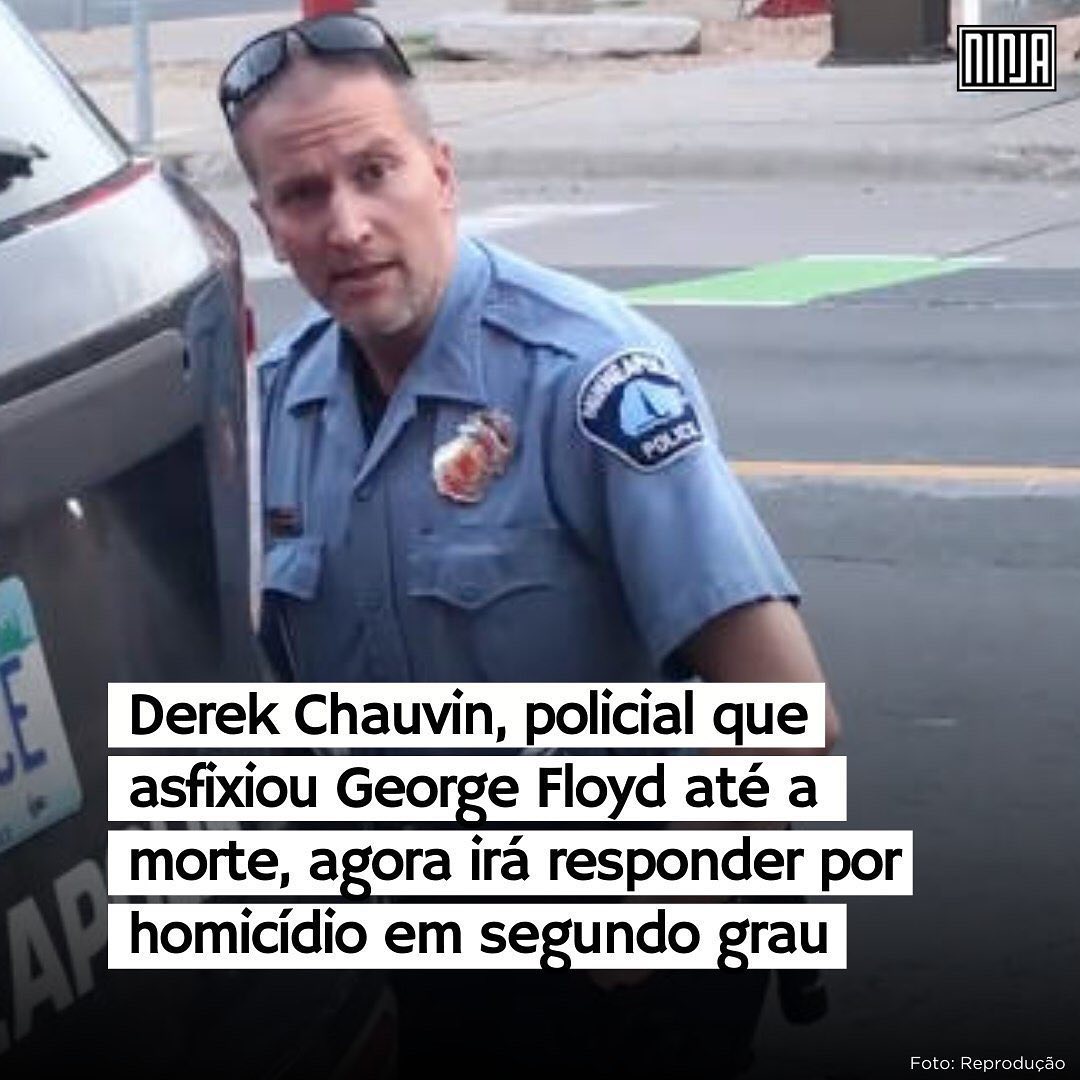 NINJA
MINNEAPOLIS
POLICE
Derek Chauvin, policial que
asfixiou George Floyd até a
morte, agora irá responder por
homicídio em segundo grau
Foto: Reprodução